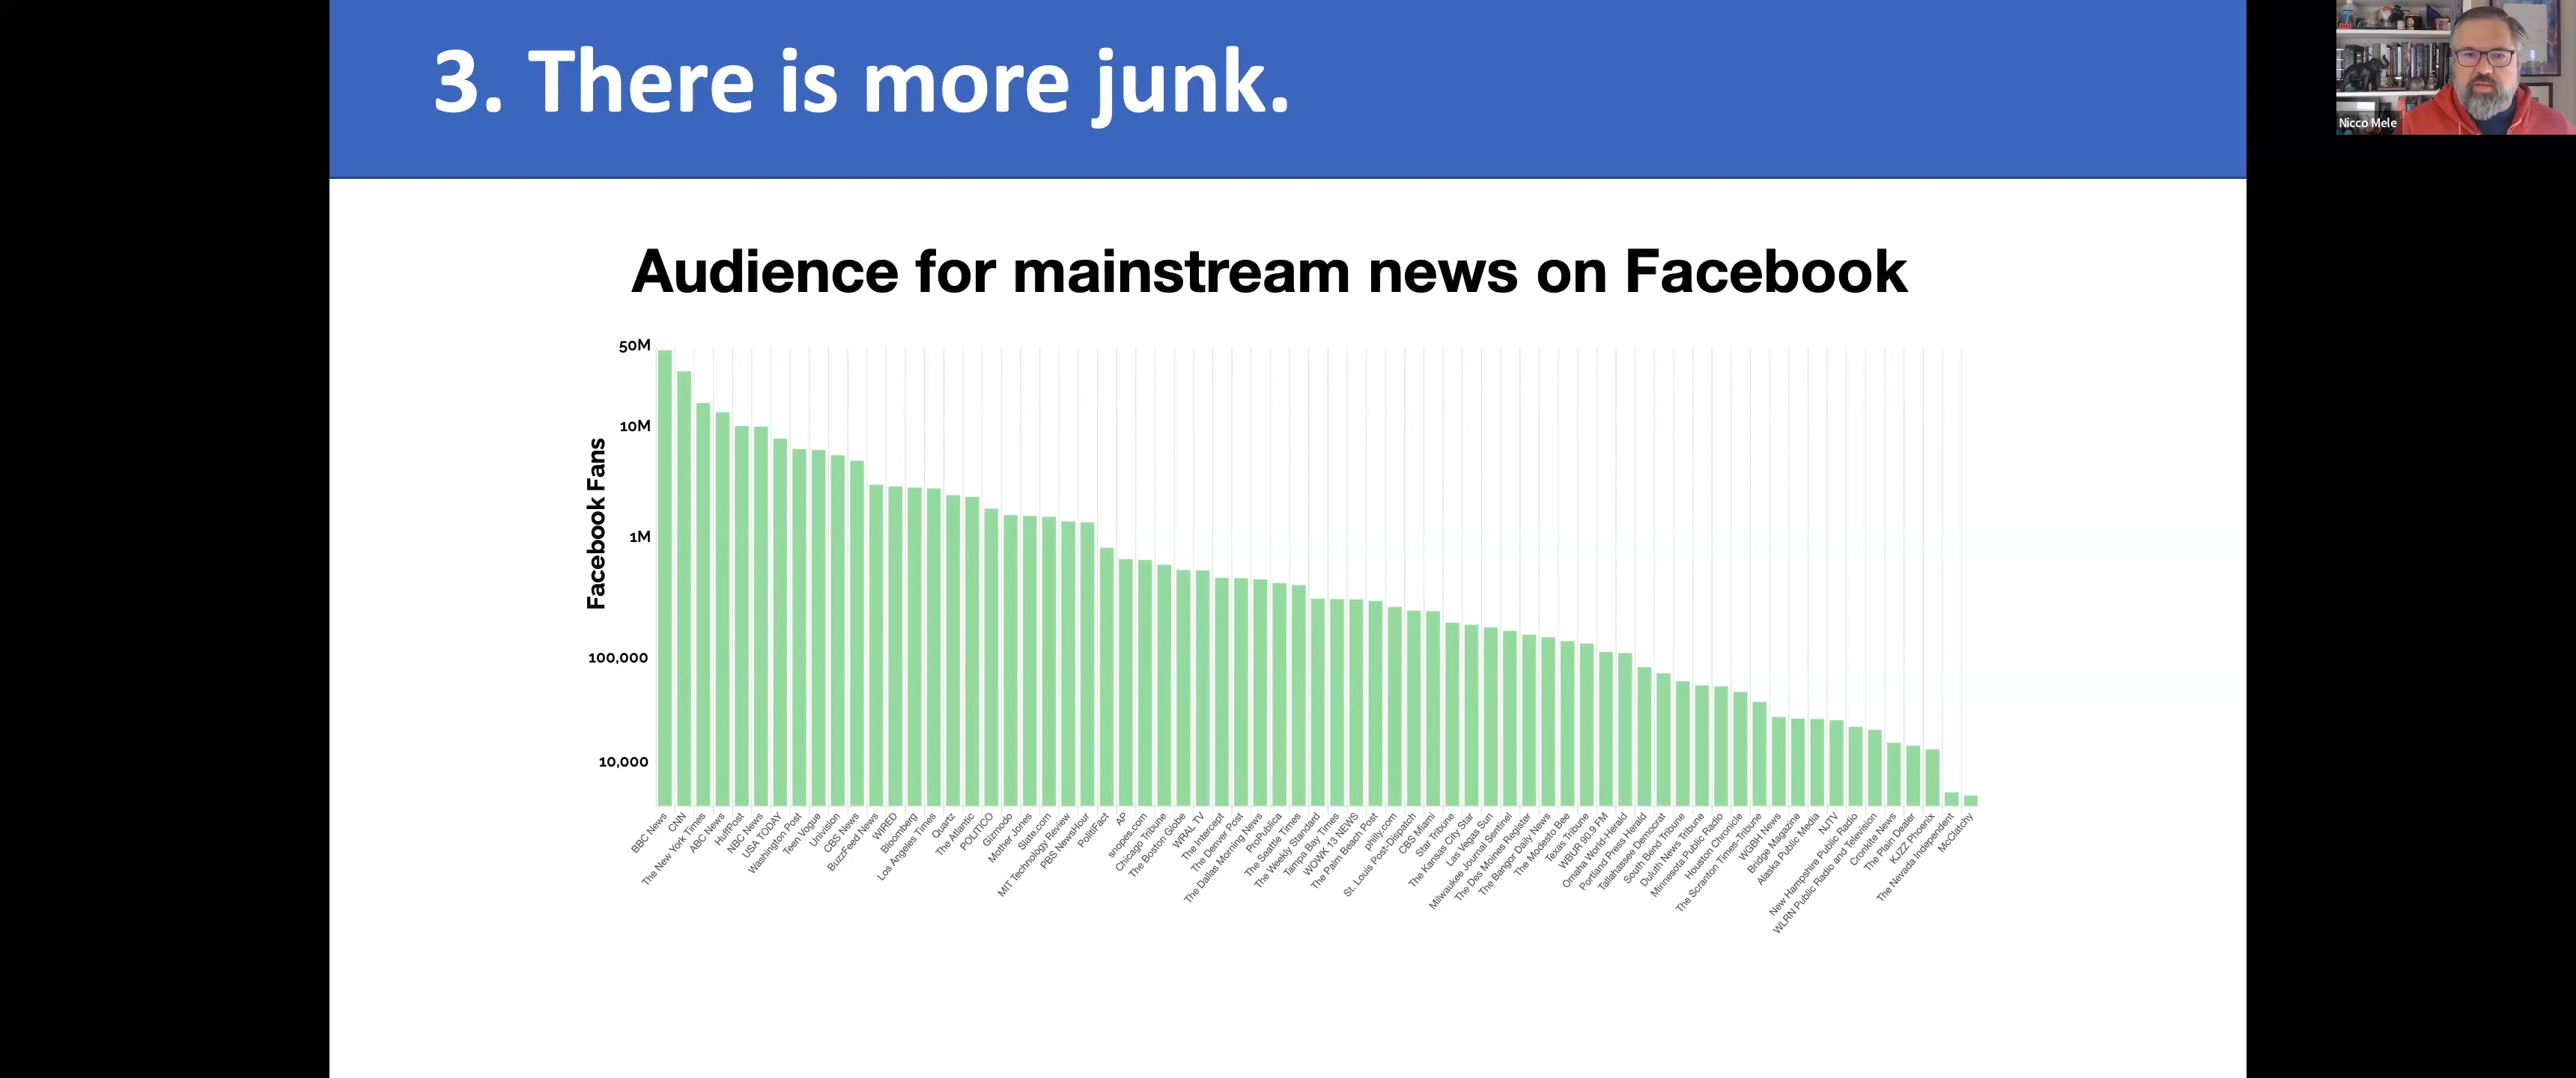 3. There is more junk.
Nicco Mele
Audience for mainstream news on Facebook
Facebook Fans
50M
10M
1M
100,000
10,000
BBC News
CNN
The New York Times
ABC News
HuffPost
NBC News
USA TODAY
Washington Post
Teen Vogue
Univision
CBS News
BuzzFeed News
WIRED
Bloomberg
Los Angeles Times
Quartz
The Atlantic
POLITICO
Gizmodo
Mother Jones
Slate.com
MIT Technology Review
PBS NewsHour
PolitiFact
AP
snopes.com
Chicago Tribune
The Boston Globe
WRAL TV
The Intercept
The Denver Post
The Dallas Morning News
ProPublica
The Seattle Times
The Weekly Standard
Tampa Bay Times
WOWK 13 NEWS
The Palm Beach Post
philly.com
St. Louis Post-Dispatch
CBS Miami
Star Tribune
The Kansas City Star
Las Vegas Sun
Milwaukee Journal Sentinel
The Des Moines Register
The Bangor Daily News
The Modesto Bee
Texas Tribune
WBUR 90.9 FM
Omaha World-Herald
Portland Press Herald
Tallahassee Democrat
South Bend Tribune
Duluth News Tribune
Minnesota Public Radio
Houston Chronicle
The Scranton Times-Tribune
WGBH News
Bridge Magazine
Alaska Public Media
NJTV
New Hampshire Public Radio
WLRN Public Radio and Television
Cronkite News
The Plain Dealer
KJZZ Phoenix
The Nevada Independent
McClatchy